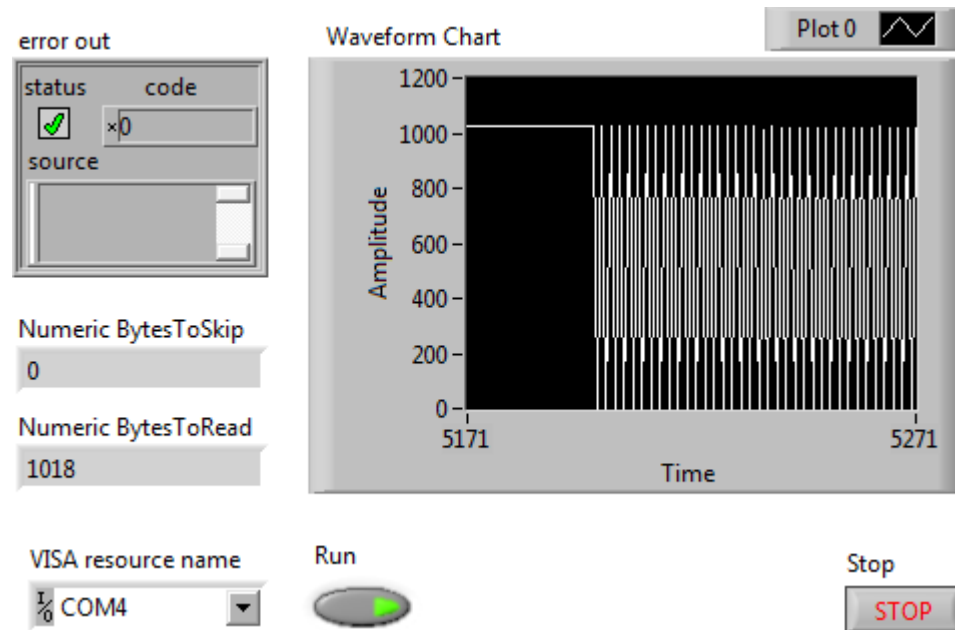 error out
status code
×0
source
Numeric BytesToSkip
0
Numeric BytesToRead
1018
VISA resource name
I/O COM4
Waveform Chart
Plot 0
1200
1000
800
600
400
200
0
Amplitude
5171 5271
Time
Run
Stop
STOP